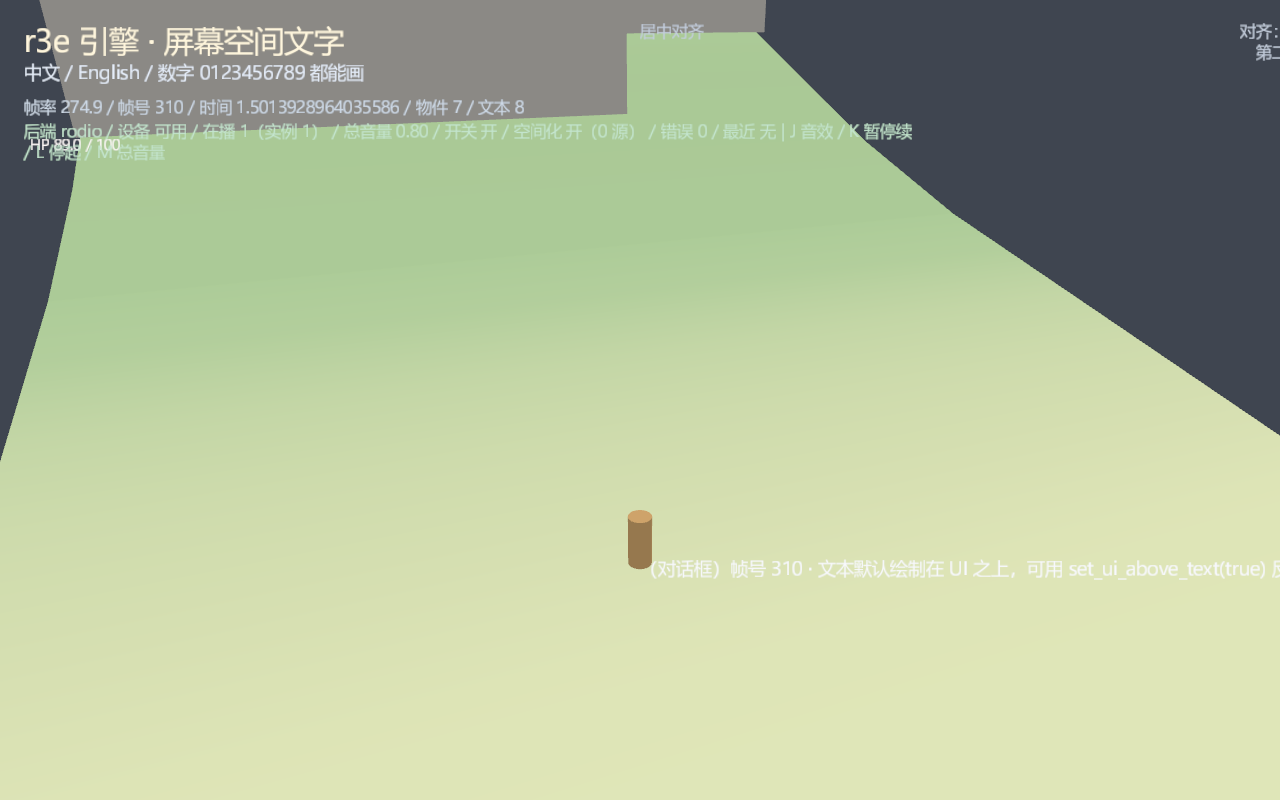 r3e 引擎 · 屏幕空间文字
居中对齐
对齐:
第二
中文 / English / 数字 0123456789 都能画
帧率 274.9 / 帧号 310 / 时间 1.5013928964035586 / 物件 7 / 文本 8
后端 rodio / 设备 可用 / 在播 1（实例 1） / 总音量 0.80 / 开关 开 / 空间化 开（0 源） / 错误 0 / 最近 无 | J 音效 / K 暂停续
/ L 停起 / M 总音量
HP 89.0 / 100
（对话框）帧号 310 · 文本默认绘制在 UI 之上，可用 set_ui_above_text(true)